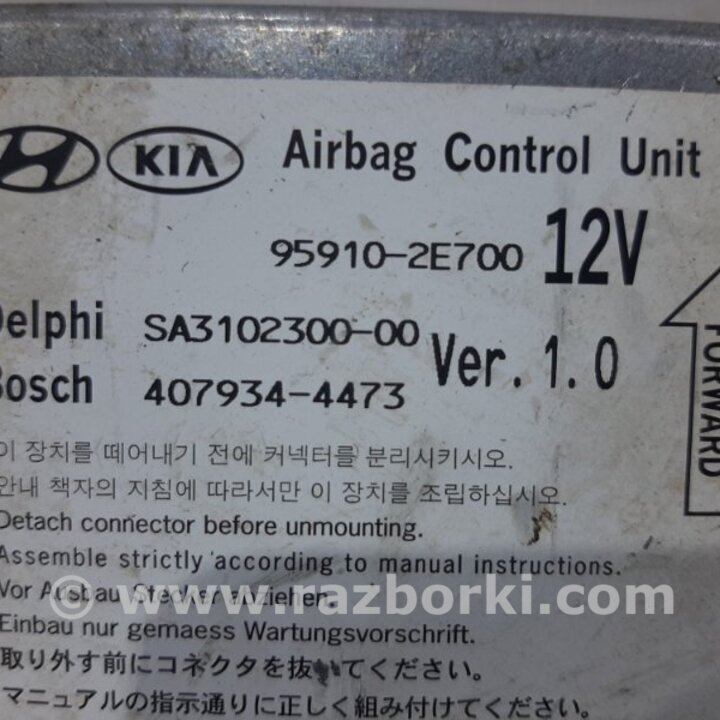 KIA Airbag Control Unit
95910-2E700 12V
Delphi SA3102300-00
Bosch 407934-4473
Ver. 1.0
FORWARD
이 장치를 떼어내기 전에 커넥터를 분리시키시오.
안내 책자의 지침에 따라서만 이 장치를 조립하십시오.
Detach connector before unmounting.
Assemble strictly according to manual instructions.
Vor Ausbau Stecker abziehen.
© www.razborki.com
Einbau nur gemaess Wartungsvorschrift.
取り外す前にコネクタを抜いてください。
マニュアルの指示通りに正しく組み付けてください。